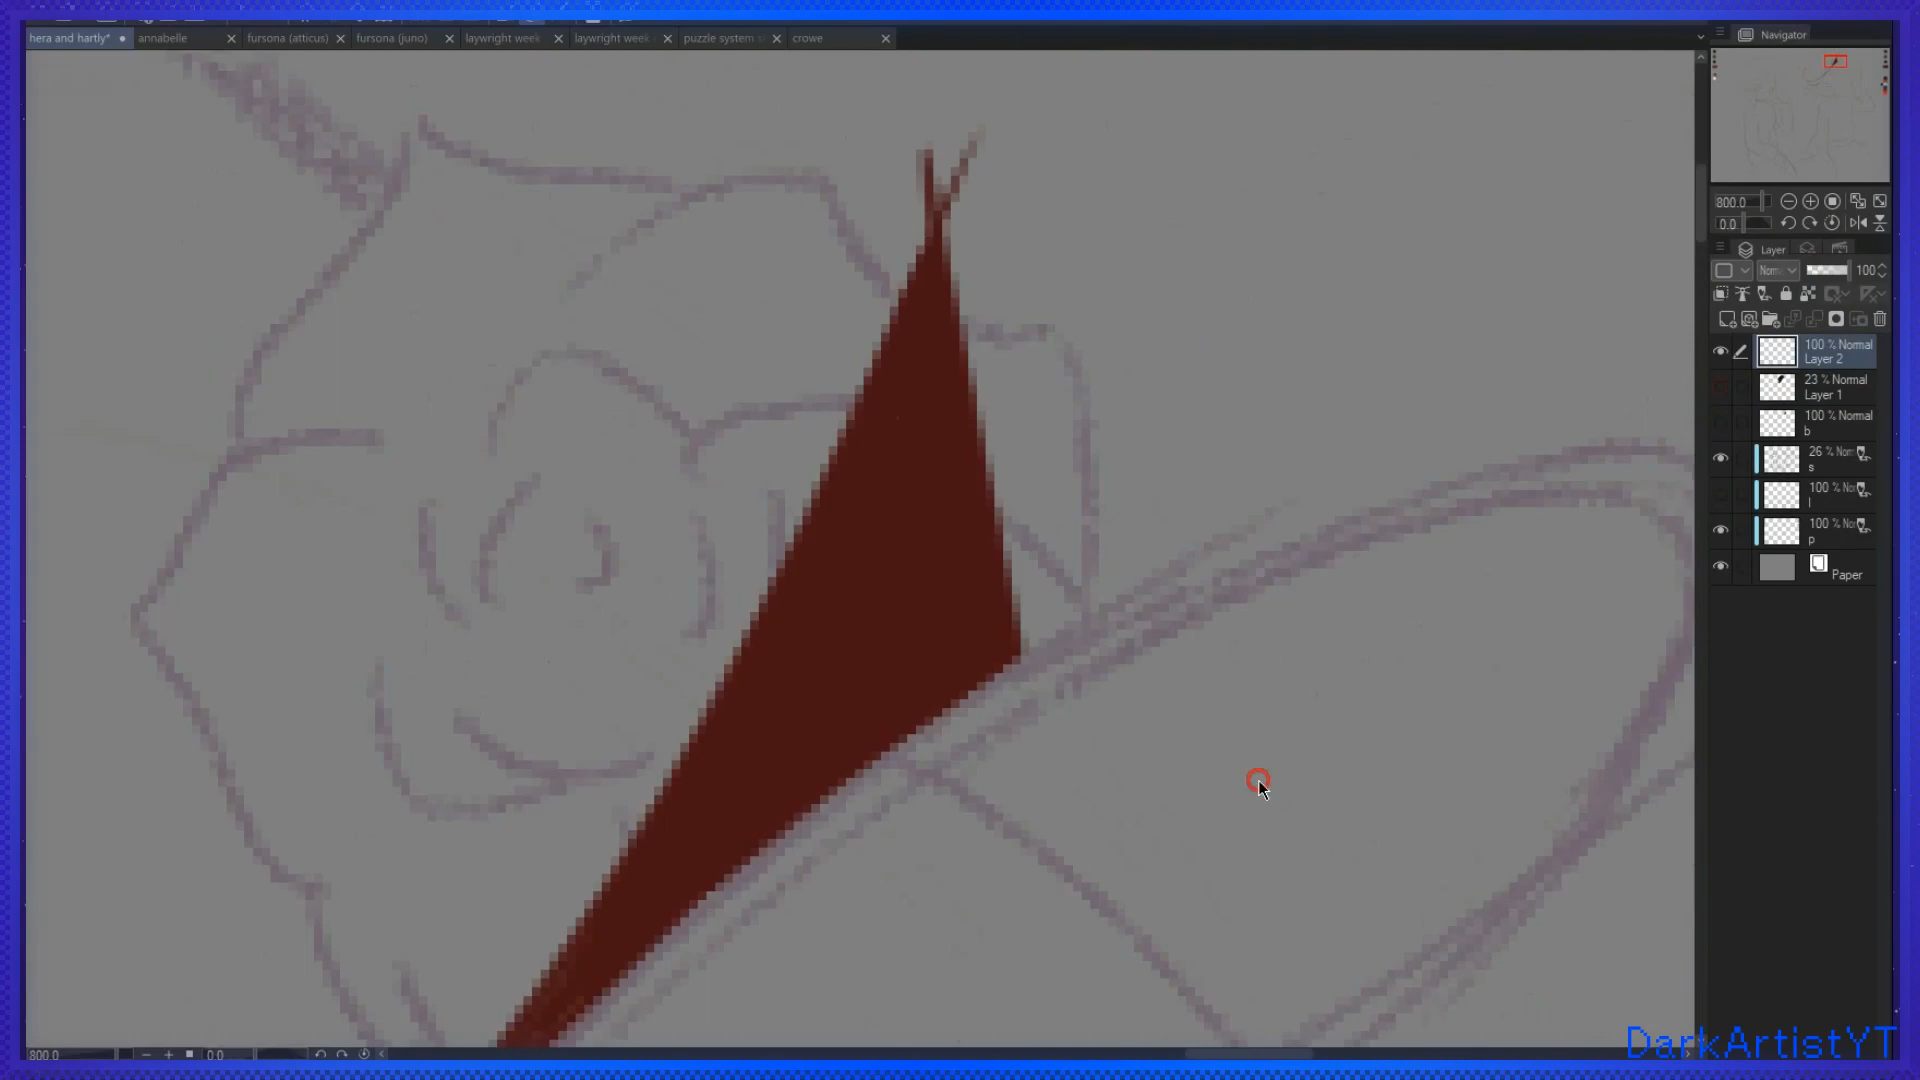 hera and hartly* annabelle fursona (atticus) fursona (juno) laywright week laywright week puzzle system s crowe
Navigator
800.0
0.0
Layer
Norm 100
100 % Normal
Layer 2
23 % Normal
Layer 1
100 % Normal
b
26 % Norm
s
100 % No
l
100 % No
p
Paper
800.0 0.0
DarkArtistYT